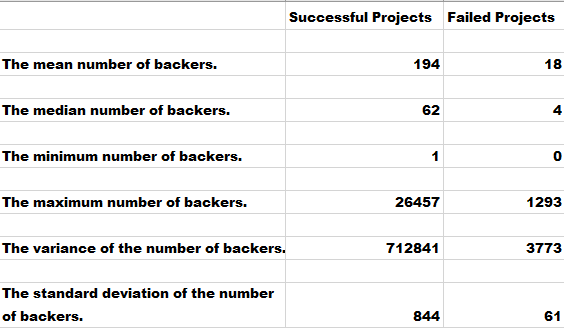 Successful Projects Failed Projects
The mean number of backers. 194 18
The median number of backers. 62 4
The minimum number of backers. 1 0
The maximum number of backers. 26457 1293
The variance of the number of backers. 712841 3773
The standard deviation of the number
of backers. 844 61